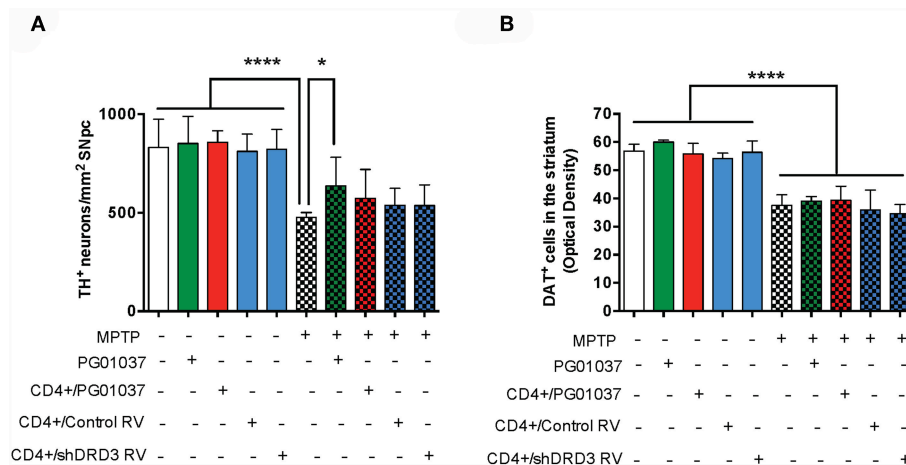 A
**** *
TH+ neurons/mm² SNpc
1000
500
0
MPTP - - - - - + + + + +
PG01037 - + - - - - + - - -
CD4+/PG01037 - - + - - - - + - -
CD4+/Control RV - - - + - - - - + -
CD4+/shDRD3 RV - - - - + - - - - +
B
****
DAT+ cells in the striatum
(Optical Density)
70
60
50
40
30
20
10
0
MPTP - - - - - + + + + +
PG01037 - + - - - - + - - -
CD4+/PG01037 - - + - - - - + - -
CD4+/Control RV - - - + - - - - + -
CD4+/shDRD3 RV - - - - + - - - - +